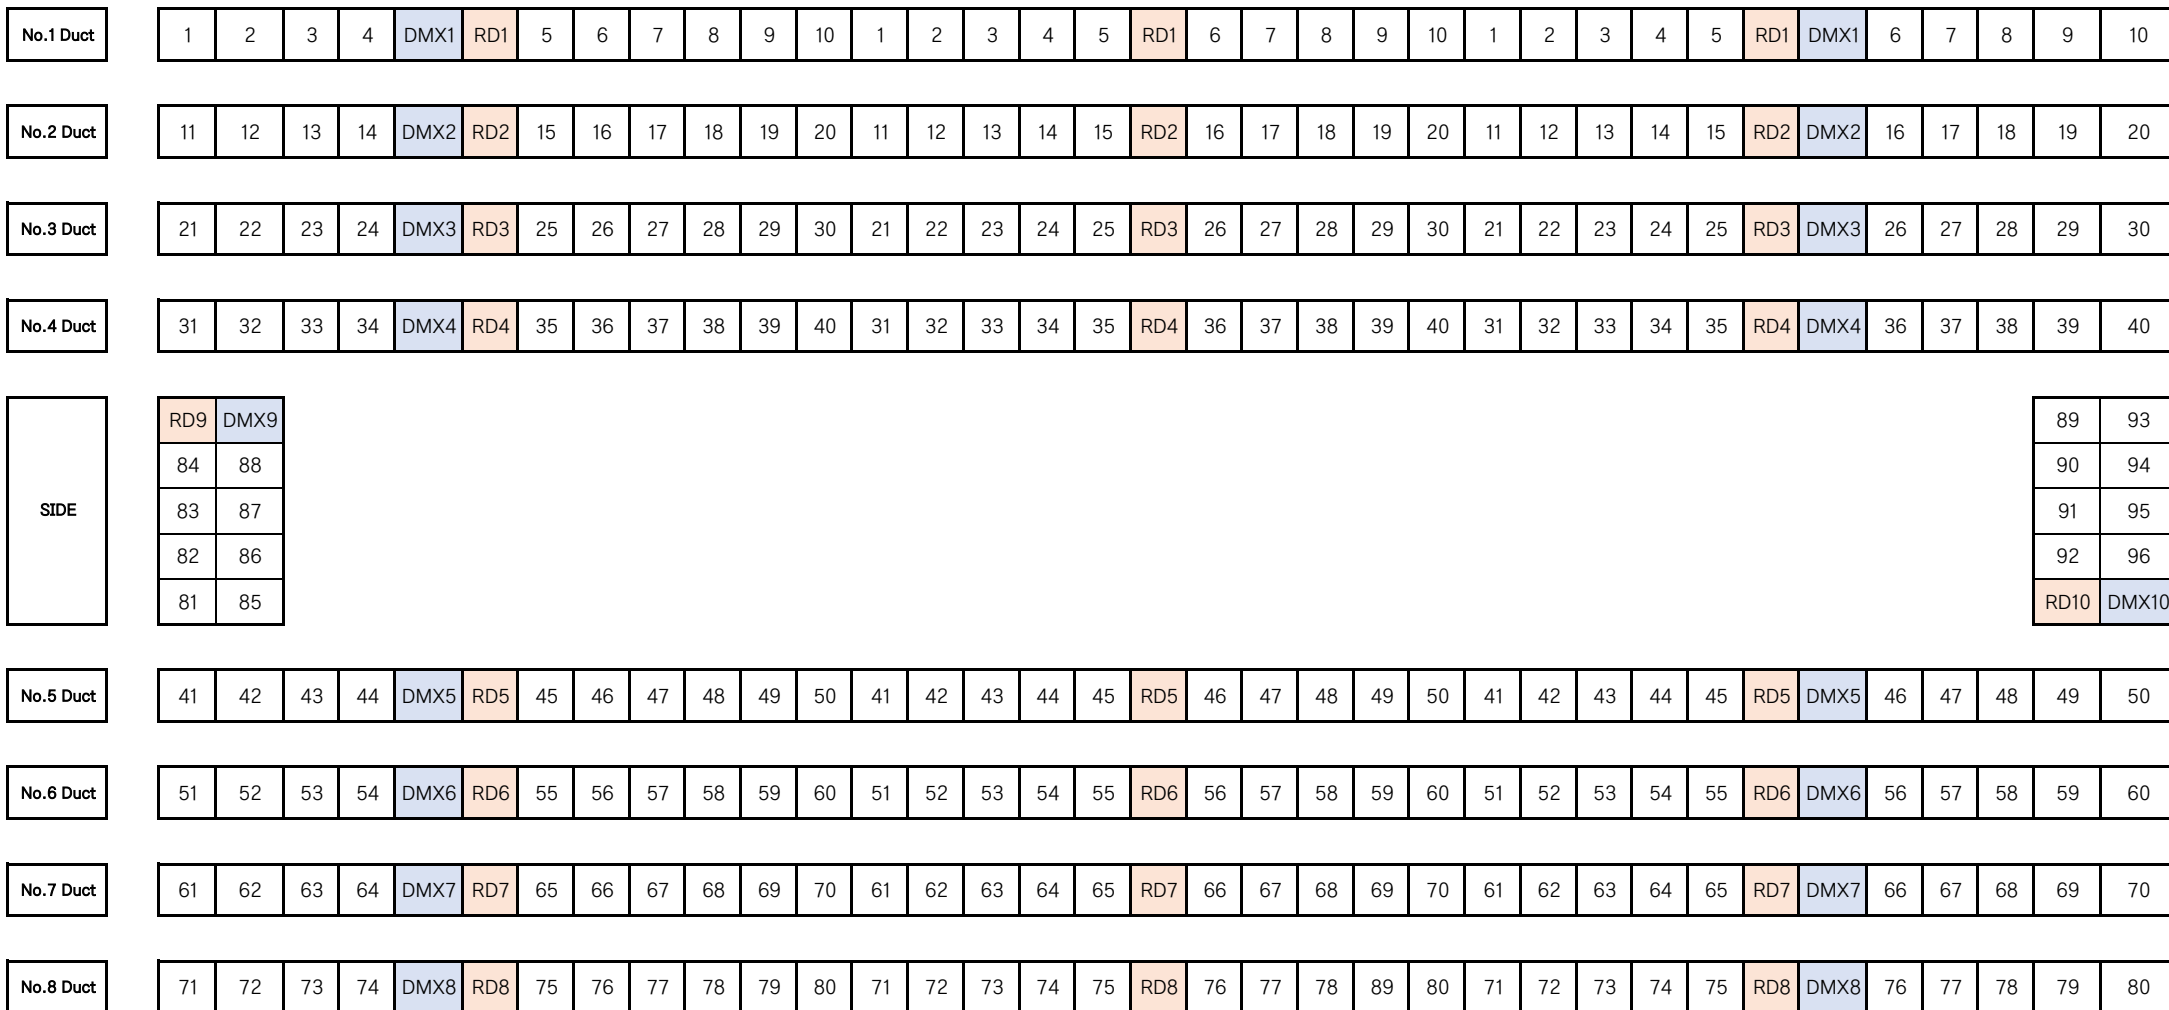 No.1 Duct 1 2 3 4 DMX1 RD1 5 6 7 8 9 10 1 2 3 4 5 RD1 6 7 8 9 10 1 2 3 4 5 RD1 DMX1 6 7 8 9 10
No.2 Duct 11 12 13 14 DMX2 RD2 15 16 17 18 19 20 11 12 13 14 15 RD2 16 17 18 19 20 11 12 13 14 15 RD2 DMX2 16 17 18 19 20
No.3 Duct 21 22 23 24 DMX3 RD3 25 26 27 28 29 30 21 22 23 24 25 RD3 26 27 28 29 30 21 22 23 24 25 RD3 DMX3 26 27 28 29 30
No.4 Duct 31 32 33 34 DMX4 RD4 35 36 37 38 39 40 31 32 33 34 35 RD4 36 37 38 39 40 31 32 33 34 35 RD4 DMX4 36 37 38 39 40
RD9 DMX9 89 93
84 88 90 94
SIDE 83 87 91 95
82 86 92 96
81 85 RD10 DMX10
No.5 Duct 41 42 43 44 DMX5 RD5 45 46 47 48 49 50 41 42 43 44 45 RD5 46 47 48 49 50 41 42 43 44 45 RD5 DMX5 46 47 48 49 50
No.6 Duct 51 52 53 54 DMX6 RD6 55 56 57 58 59 60 51 52 53 54 55 RD6 56 57 58 59 60 51 52 53 54 55 RD6 DMX6 56 57 58 59 60
No.7 Duct 61 62 63 64 DMX7 RD7 65 66 67 68 69 70 61 62 63 64 65 RD7 66 67 68 69 70 61 62 63 64 65 RD7 DMX7 66 67 68 69 70
No.8 Duct 71 72 73 74 DMX8 RD8 75 76 77 78 79 80 71 72 73 74 75 RD8 76 77 78 89 80 71 72 73 74 75 RD8 DMX8 76 77 78 79 80